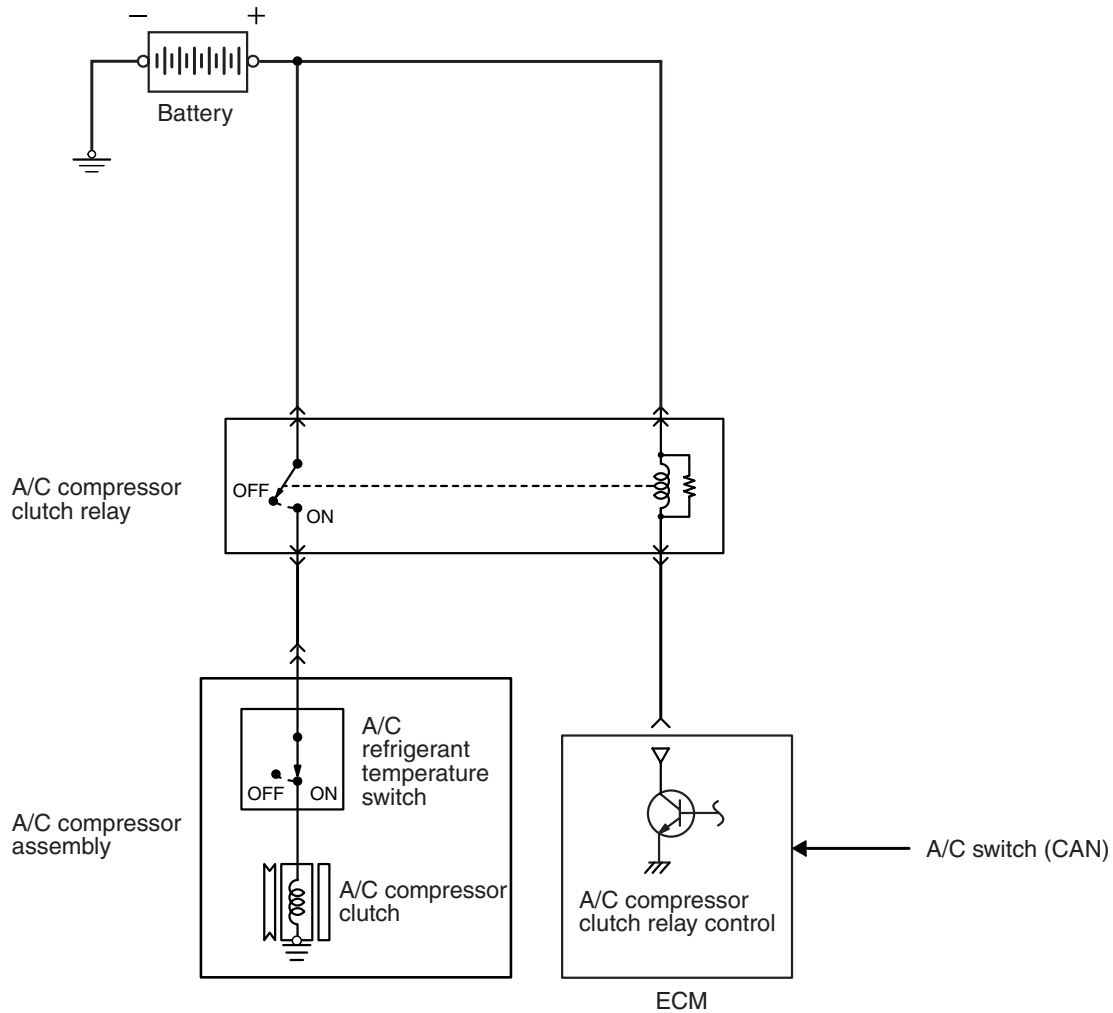 − +
Battery
A/C compressor
clutch relay
OFF
ON
A/C
refrigerant
temperature
switch
OFF ON
A/C compressor
assembly
A/C compressor
clutch
A/C switch (CAN)
A/C compressor
clutch relay control
ECM